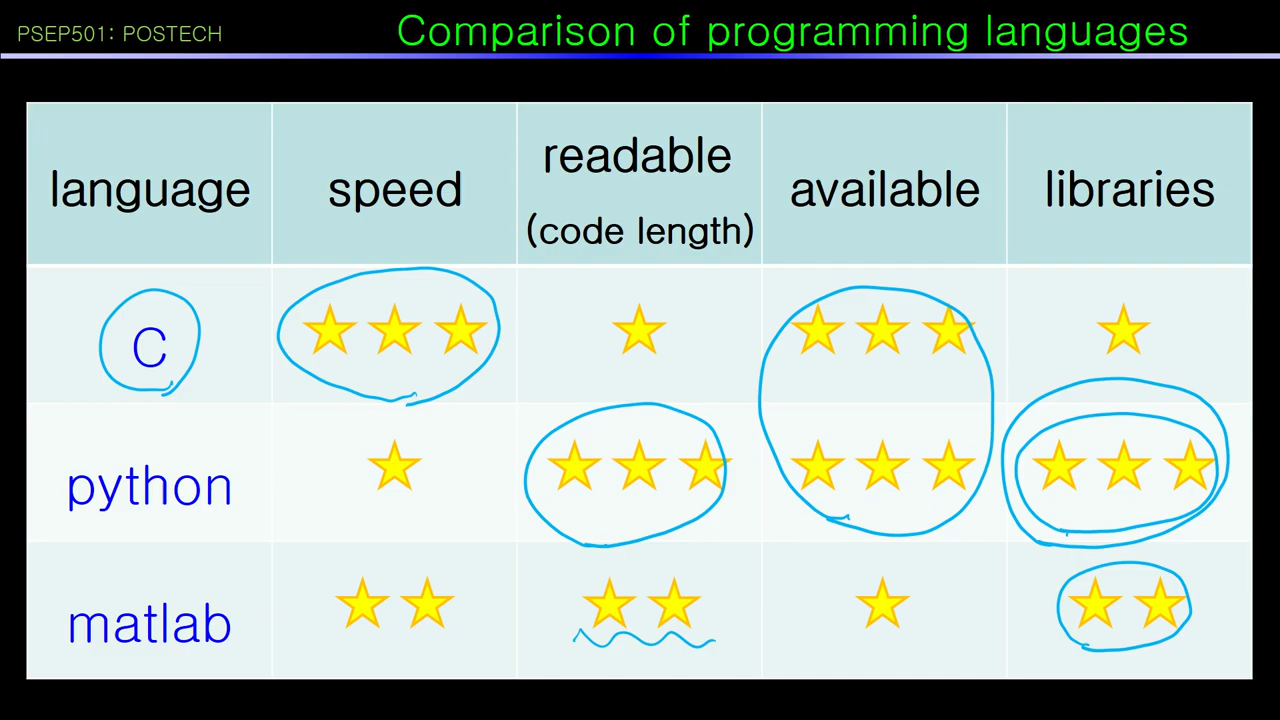 PSEP501: POSTECH
Comparison of programming languages
language speed readable (code length) available libraries
C
python
matlab